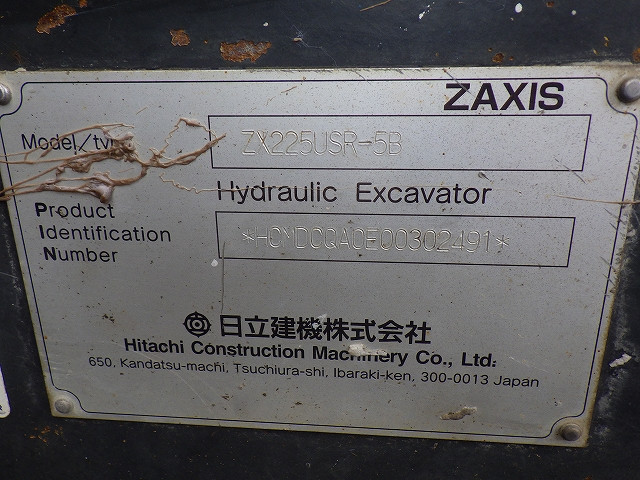 ZAXIS
Model/type ZX225USR-5B
Hydraulic Excavator
Product
Identification
Number
*HCMDCQA0E00302491*
日立建機株式会社
Hitachi Construction Machinery Co., Ltd.
650, Kandatsu-machi, Tsuchiura-shi, Ibaraki-ken, 300-0013 Japan